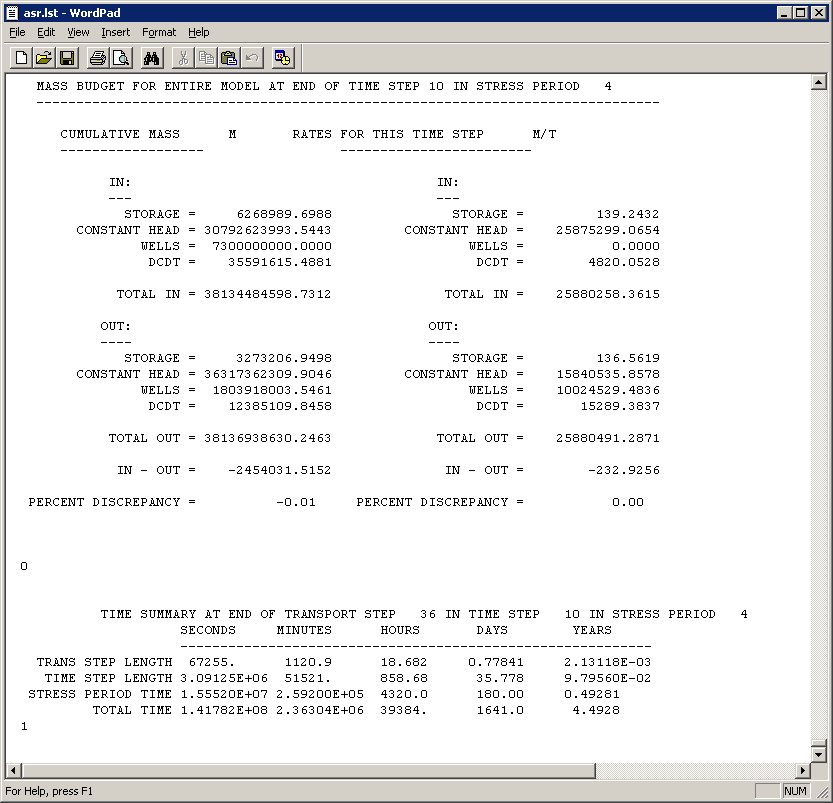 asr.lst - WordPad
File Edit View Insert Format Help
MASS BUDGET FOR ENTIRE MODEL AT END OF TIME STEP 10 IN STRESS PERIOD 4
------------------------------------------------------------------------------
CUMULATIVE MASS M RATES FOR THIS TIME STEP M/T
------------------ ------------------------
IN: IN:
--- ---
STORAGE = 6268989.6988 STORAGE = 139.2432
CONSTANT HEAD = 30792623993.5443 CONSTANT HEAD = 25875299.0654
WELLS = 7300000000.0000 WELLS = 0.0000
DCDT = 35591615.4881 DCDT = 4820.0528
TOTAL IN = 38134484598.7312 TOTAL IN = 25880258.3615
OUT: OUT:
---- ----
STORAGE = 3273206.9498 STORAGE = 136.5619
CONSTANT HEAD = 36317362309.9046 CONSTANT HEAD = 15840535.8578
WELLS = 1803918003.5461 WELLS = 10024529.4836
DCDT = 12385109.8458 DCDT = 15289.3837
TOTAL OUT = 38136938630.2463 TOTAL OUT = 25880491.2871
IN - OUT = -2454031.5152 IN - OUT = -232.9256
PERCENT DISCREPANCY = -0.01 PERCENT DISCREPANCY = 0.00
0
TIME SUMMARY AT END OF TRANSPORT STEP 36 IN TIME STEP 10 IN STRESS PERIOD 4
SECONDS MINUTES HOURS DAYS YEARS
-----------------------------------------------------------
TRANS STEP LENGTH 67255. 1120.9 18.682 0.77841 2.13118E-03
TIME STEP LENGTH 3.09125E+06 51521. 858.68 35.778 9.79560E-02
STRESS PERIOD TIME 1.55520E+07 2.59200E+05 4320.0 180.00 0.49281
TOTAL TIME 1.41782E+08 2.36304E+06 39384. 1641.0 4.4928
1
For Help, press F1 NUM